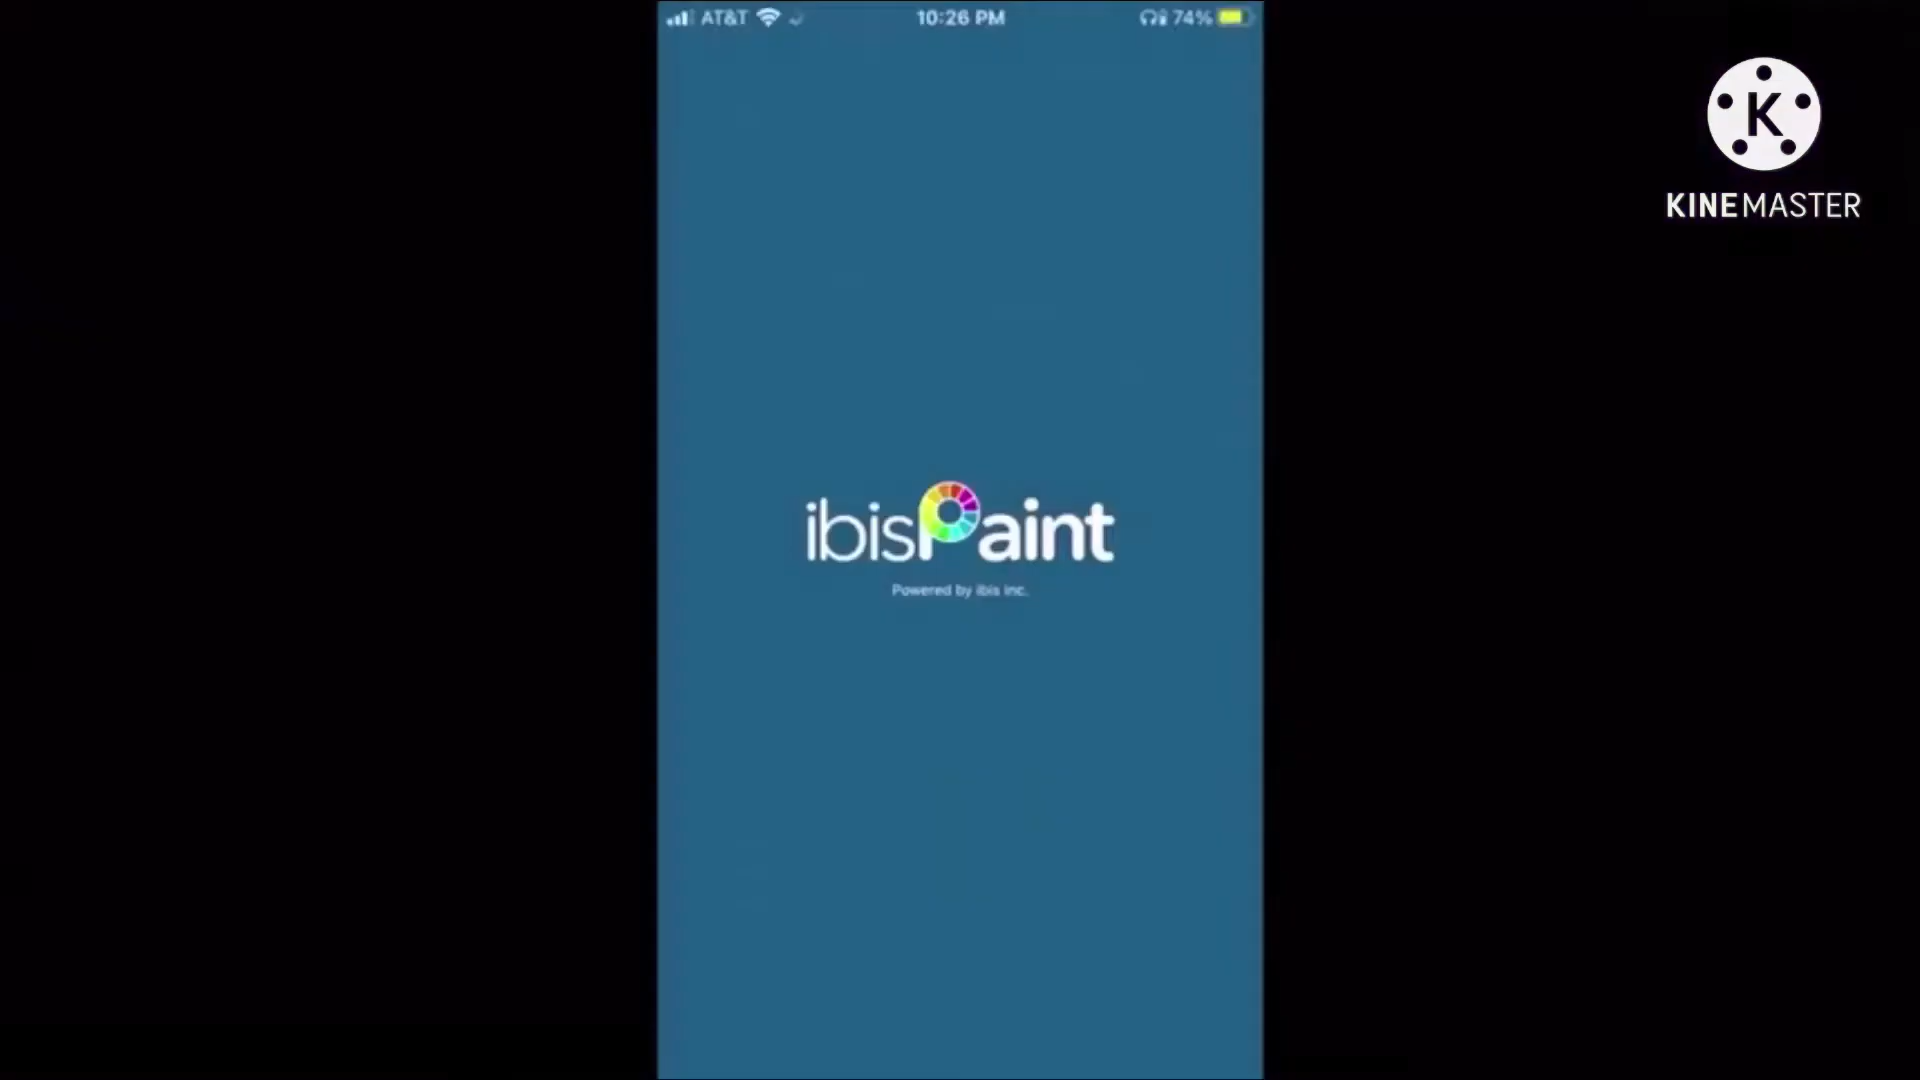 AT&T 10:26 PM 74%
K
KINEMASTER
ibisPaint
Powered by ibis inc.